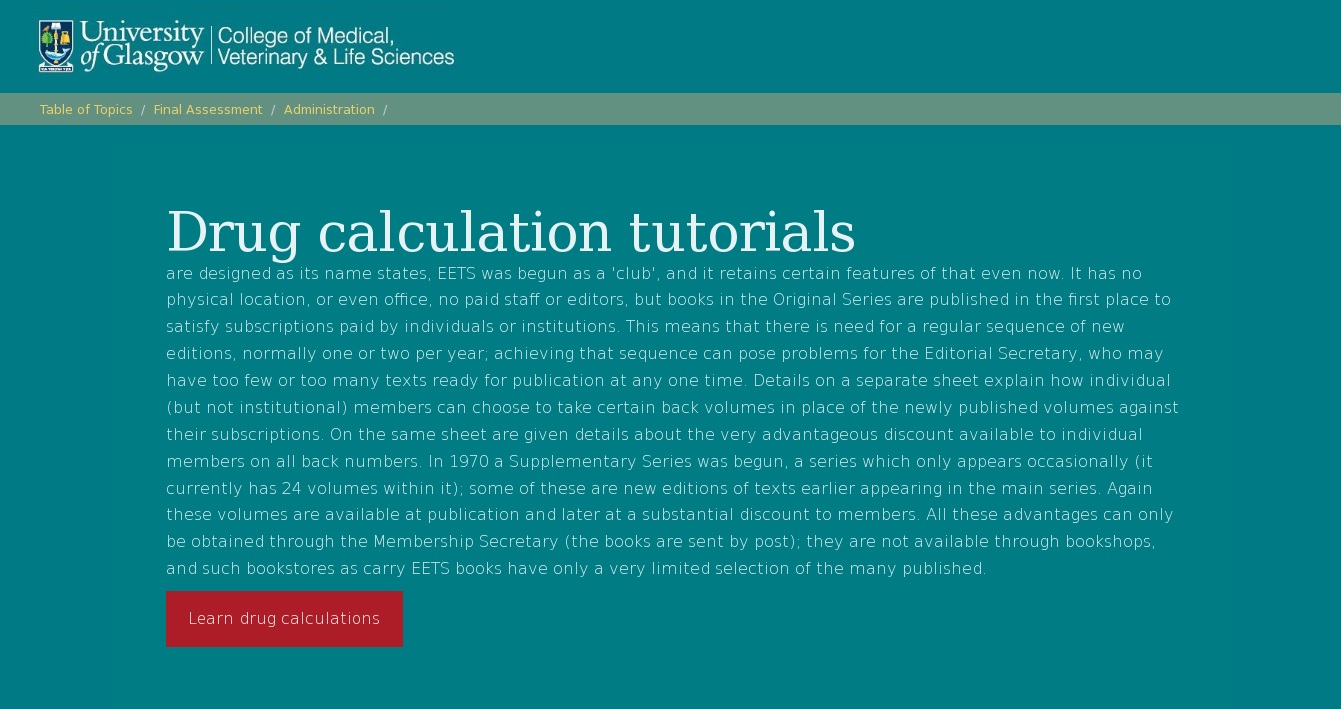 University
of Glasgow
College of Medical,
Veterinary & Life Sciences
Table of Topics / Final Assessment / Administration /
Drug calculation tutorials
are designed as its name states, EETS was begun as a 'club', and it retains certain features of that even now. It has no
physical location, or even office, no paid staff or editors, but books in the Original Series are published in the first place to
satisfy subscriptions paid by individuals or institutions. This means that there is need for a regular sequence of new
editions, normally one or two per year; achieving that sequence can pose problems for the Editorial Secretary, who may
have too few or too many texts ready for publication at any one time. Details on a separate sheet explain how individual
(but not institutional) members can choose to take certain back volumes in place of the newly published volumes against
their subscriptions. On the same sheet are given details about the very advantageous discount available to individual
members on all back numbers. In 1970 a Supplementary Series was begun, a series which only appears occasionally (it
currently has 24 volumes within it); some of these are new editions of texts earlier appearing in the main series. Again
these volumes are available at publication and later at a substantial discount to members. All these advantages can only
be obtained through the Membership Secretary (the books are sent by post); they are not available through bookshops,
and such bookstores as carry EETS books have only a very limited selection of the many published.
Learn drug calculations